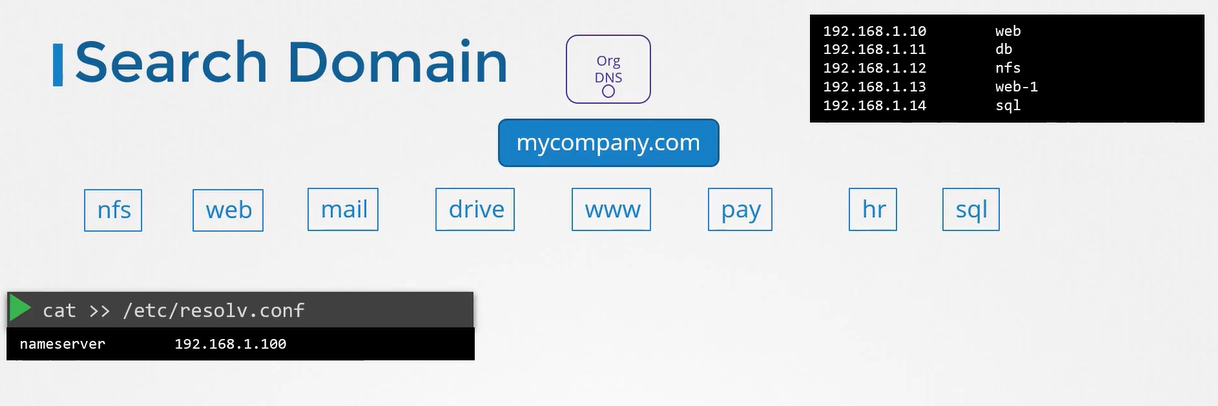 Search Domain
Org
DNS
192.168.1.10 web
192.168.1.11 db
192.168.1.12 nfs
192.168.1.13 web-1
192.168.1.14 sql
mycompany.com
nfs web mail drive www pay hr sql
cat >> /etc/resolv.conf
nameserver 192.168.1.100